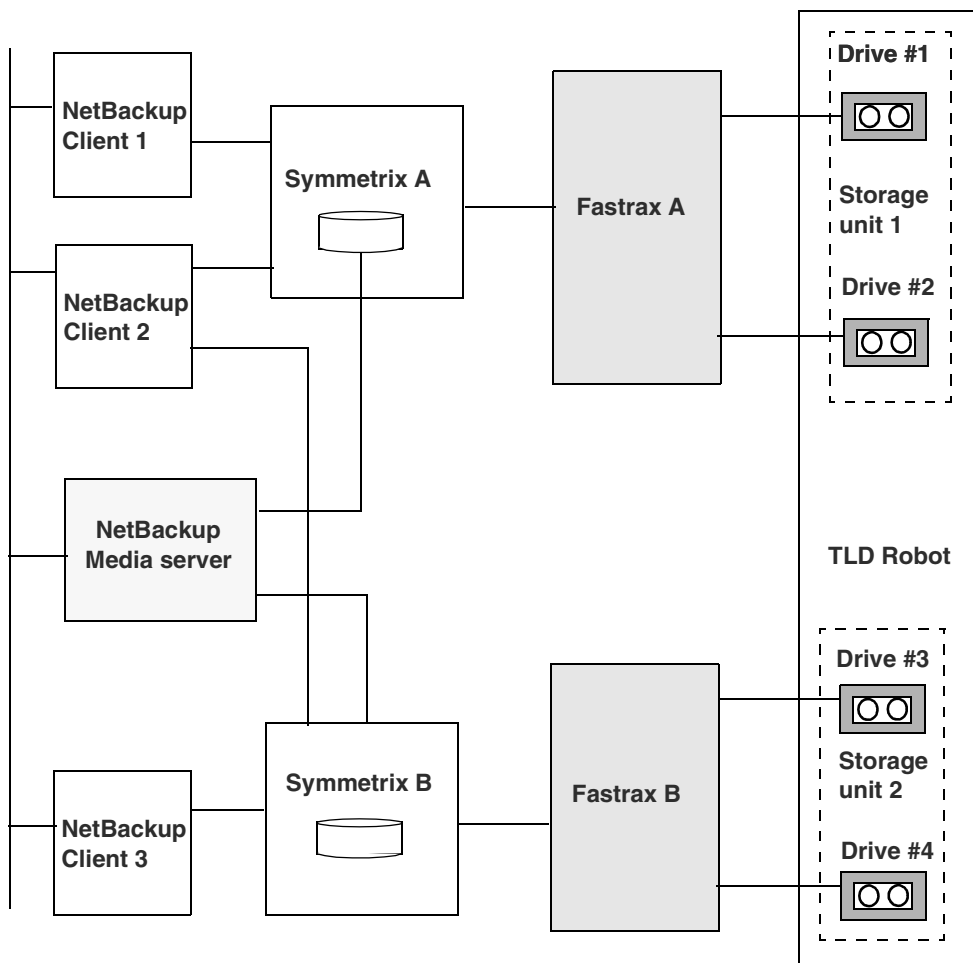 Drive #1
NetBackup
Client 1
Symmetrix A
Fastrax A
Storage
unit 1
NetBackup
Client 2
Drive #2
NetBackup
Media server
TLD Robot
Drive #3
Symmetrix B
Fastrax B
Storage
unit 2
NetBackup
Client 3
Drive #4